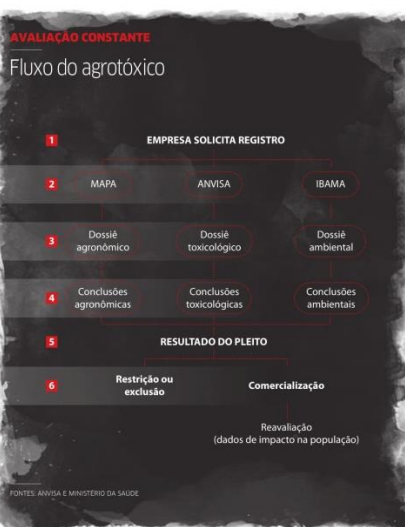 AVALIAÇÃO CONSTANTE
Fluxo do agrotóxico
1 EMPRESA SOLICITA REGISTRO
2 MAPA ANVISA IBAMA
3 Dossiê agronômico Dossiê toxicológico Dossiê ambiental
4 Conclusões agronômicas Conclusões toxicológicas Conclusões ambientais
5 RESULTADO DO PLEITO
6 Restrição ou exclusão Comercialização
Reavaliação
(dados de impacto na população)
FONTES: ANVISA E MINISTÉRIO DA SAÚDE